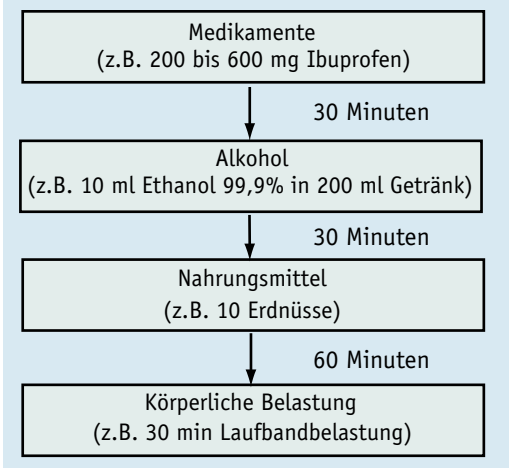 Medikamente
(z.B. 200 bis 600 mg Ibuprofen)
30 Minuten
Alkohol
(z.B. 10 ml Ethanol 99,9% in 200 ml Getränk)
30 Minuten
Nahrungsmittel
(z.B. 10 Erdnüsse)
60 Minuten
Körperliche Belastung
(z.B. 30 min Laufbandbelastung)